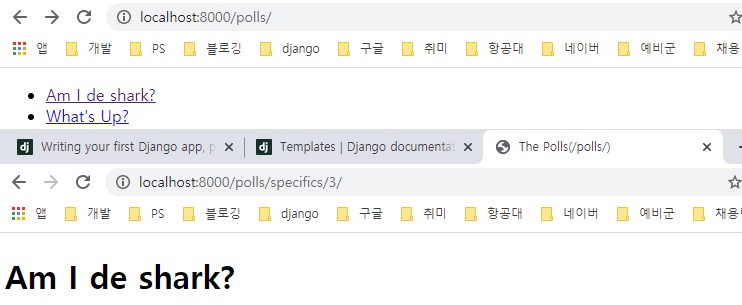 localhost:8000/polls/
앱 개발 PS 블로깅 django 구글 취미 항공대 네이버 예비군 채용
Am I de shark?
What's Up?
Writing your first Django app, p Templates | Django documentat The Polls(/polls/)
localhost:8000/polls/specifics/3/
앱 개발 PS 블로깅 django 구글 취미 항공대 네이버 예비군 채용
Am I de shark?